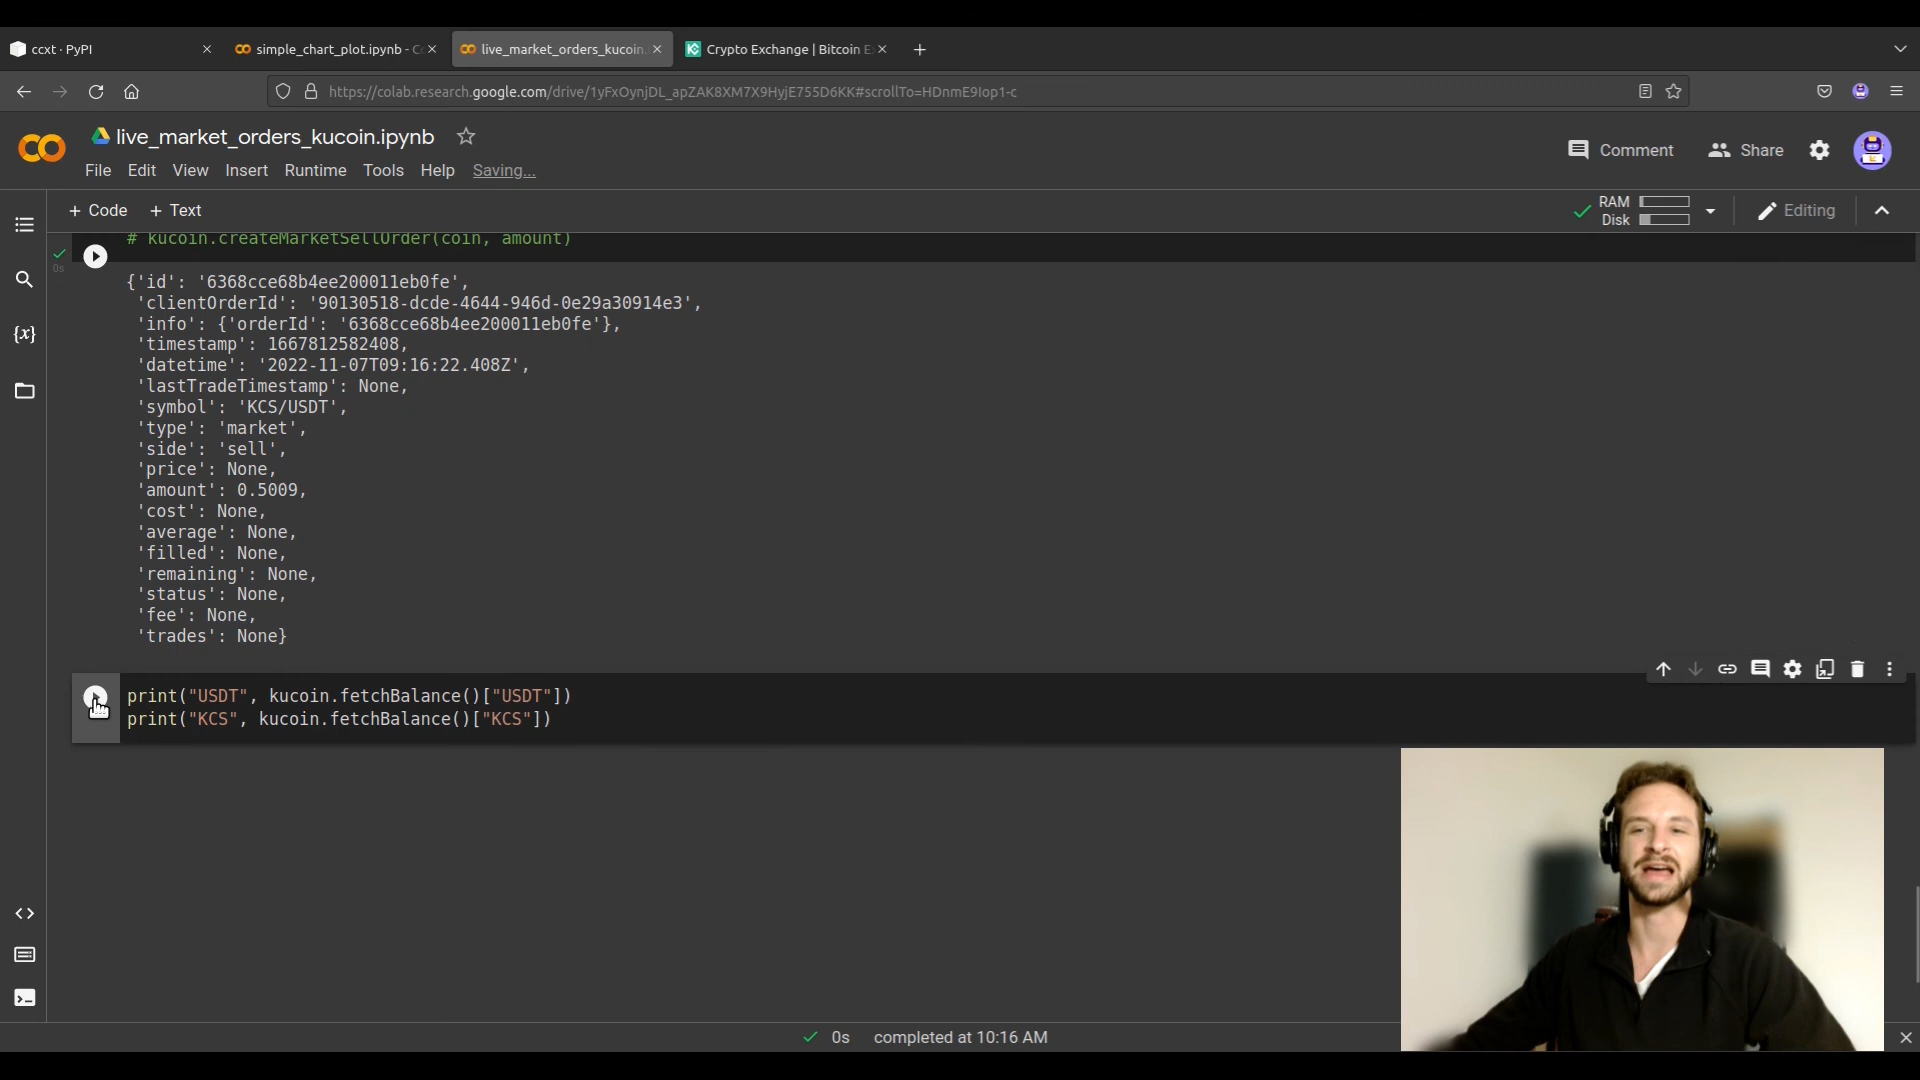 ccxt · PyPI
simple_chart_plot.ipynb - C
live_market_orders_kucoin.
Crypto Exchange | Bitcoin E
https://colab.research.google.com/drive/1yFxOynjDL_apZAK8XM7X9HyjE755D6KK#scrollTo=HDnmE9Iop1-c
live_market_orders_kucoin.ipynb
Comment
Share
File Edit View Insert Runtime Tools Help Saving...
+ Code + Text
RAM
Disk
Editing
# kucoin.createMarketSellOrder(coin, amount)
0s
{'id': '6368cce68b4ee200011eb0fe',
'clientOrderId': '90130518-dcde-4644-946d-0e29a30914e3',
'info': {'orderId': '6368cce68b4ee200011eb0fe'},
'timestamp': 1667812582408,
'datetime': '2022-11-07T09:16:22.408Z',
'lastTradeTimestamp': None,
'symbol': 'KCS/USDT',
'type': 'market',
'side': 'sell',
'price': None,
'amount': 0.5009,
'cost': None,
'average': None,
'filled': None,
'remaining': None,
'status': None,
'fee': None,
'trades': None}
print("USDT", kucoin.fetchBalance()["USDT"])
print("KCS", kucoin.fetchBalance()["KCS"])
0s completed at 10:16 AM